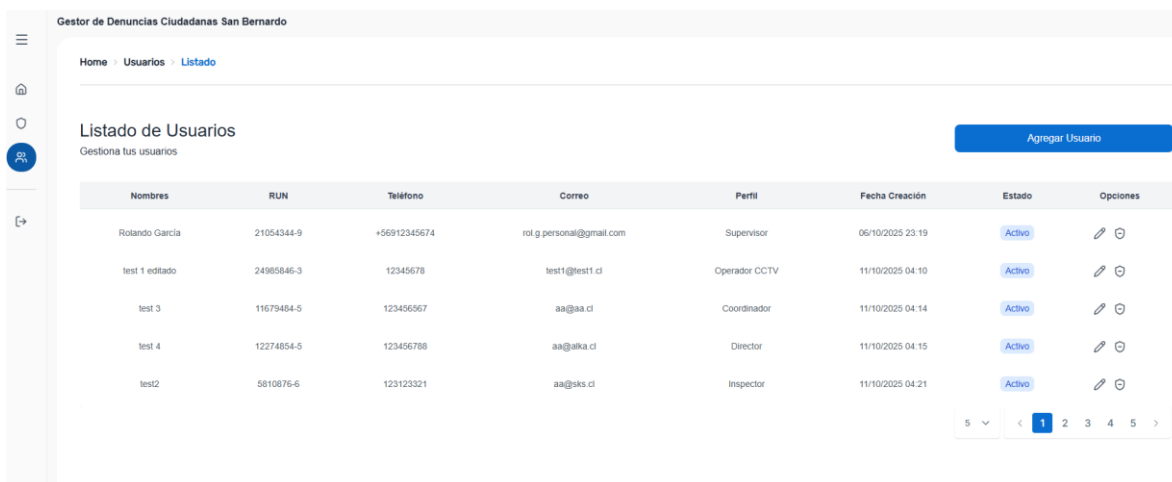 Gestor de Denuncias Ciudadanas San Bernardo
Home > Usuarios > Listado
Listado de Usuarios
Gestiona tus usuarios
Agregar Usuario
Nombres RUN Teléfono Correo Perfil Fecha Creación Estado Opciones
Rolando García 21054344-9 +56912345674 rol.g.personal@gmail.com Supervisor 06/10/2025 23:19 Activo
test 1 editado 24985846-3 12345678 test1@test1.cl Operador CCTV 11/10/2025 04:10 Activo
test 3 11679484-5 123456567 aa@aa.cl Coordinador 11/10/2025 04:14 Activo
test 4 12274854-5 123456788 aa@alka.cl Director 11/10/2025 04:15 Activo
test2 5810876-6 123123321 aa@sks.cl Inspector 11/10/2025 04:21 Activo
5 < 1 2 3 4 5 >